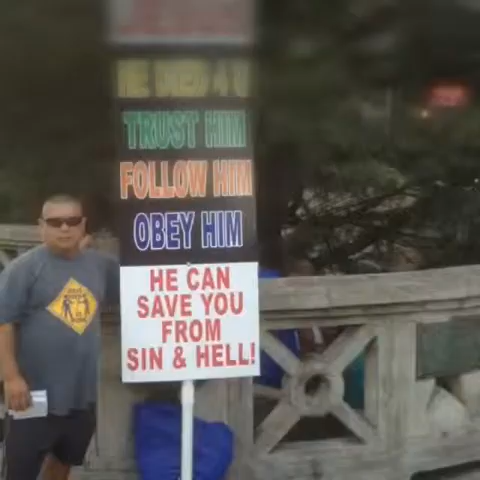 HE DIED 4 U
TRUST HIM
FOLLOW HIM
OBEY HIM
HE CAN
SAVE YOU
FROM
SIN & HELL!